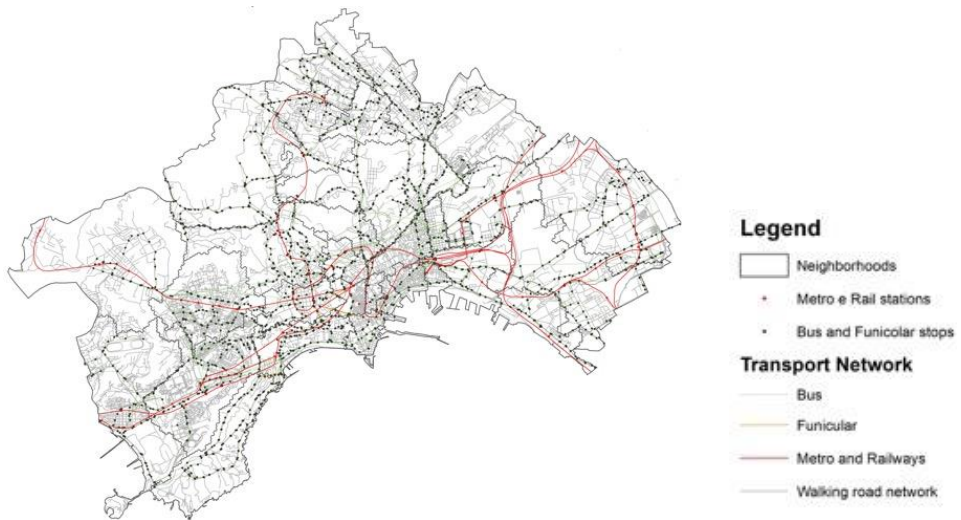 Legend
Neighborhoods
Metro e Rail stations
Bus and Funicolar stops
Transport Network
Bus
Funicular
Metro and Railways
Walking road network